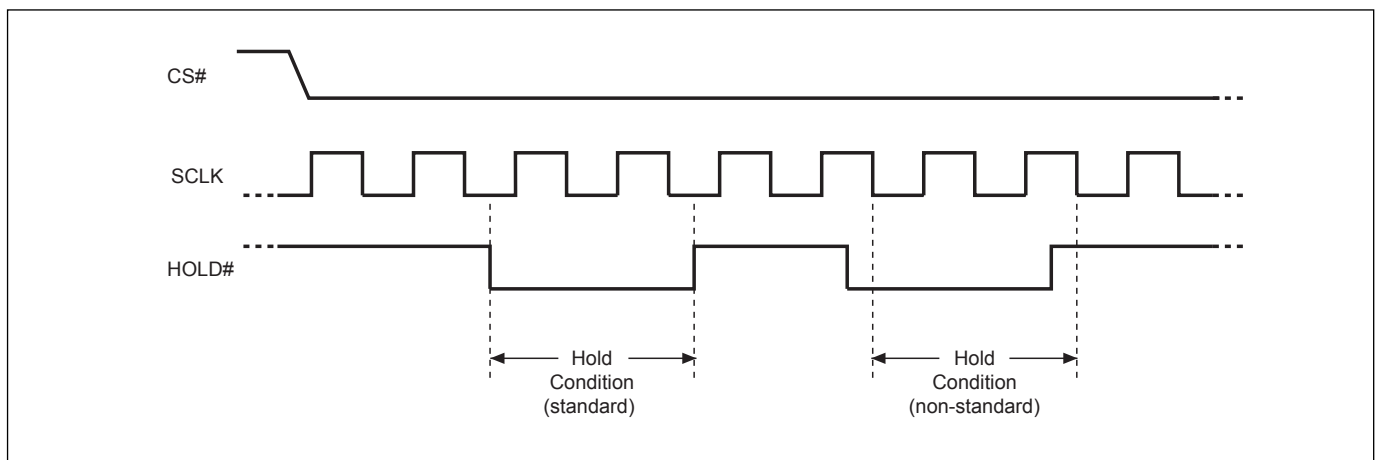 CS#
SCLK
HOLD#
Hold
Condition
(standard)
Hold
Condition
(non-standard)